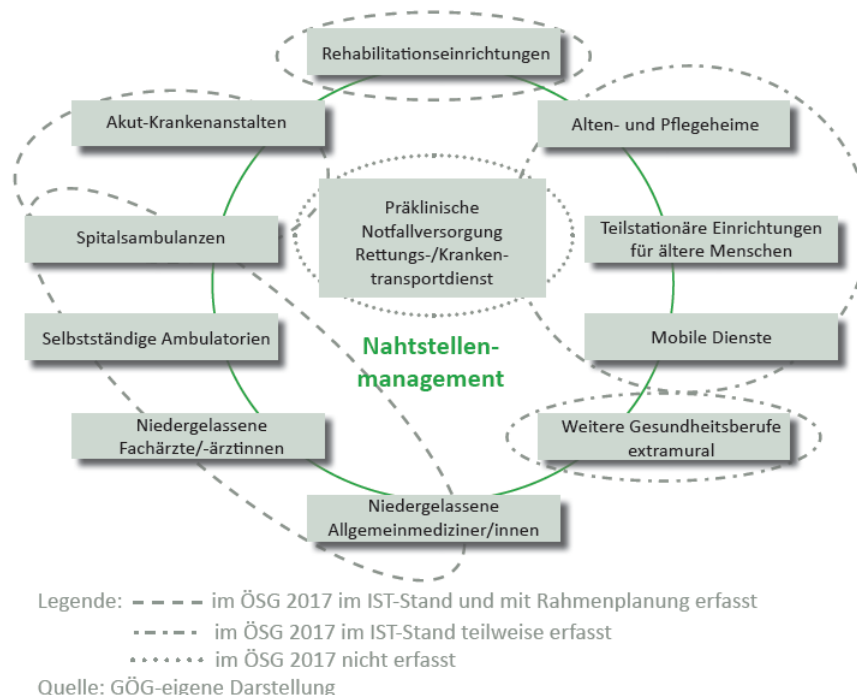 Rehabilitationseinrichtungen
Akut-Krankenanstalten
Alten- und Pflegeheime
Präklinische
Notfallversorgung
Rettungs-/Kranken-
transportdienst
Spitalsambulanzen
Teilstationäre Einrichtungen
für ältere Menschen
Selbstständige Ambulatorien
Mobile Dienste
Nahtstellen-
management
Niedergelassene
Fachärzte/-ärztinnen
Weitere Gesundheitsberufe
extramural
Niedergelassene
Allgemeinmediziner/innen
Legende: im ÖSG 2017 im IST-Stand und mit Rahmenplanung erfasst
im ÖSG 2017 im IST-Stand teilweise erfasst
im ÖSG 2017 nicht erfasst
Quelle: GÖG-eigene Darstellung